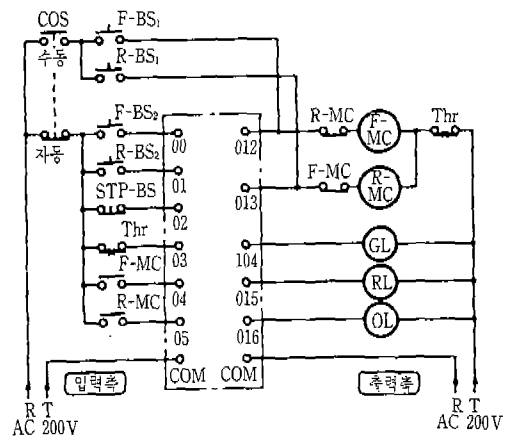 COS
수동
F-BS₁
R-BS₁
자동
F-BS₂
R-BS₂
STP-BS
Thr
F-MC
R-MC
00
01
02
03
04
05
COM
012
013
104
015
016
COM
R-MC
F-MC
Thr
F-MC
R-MC
GL
RL
OL
입력측
출력측
R T
AC 200V
R T
AC 200V